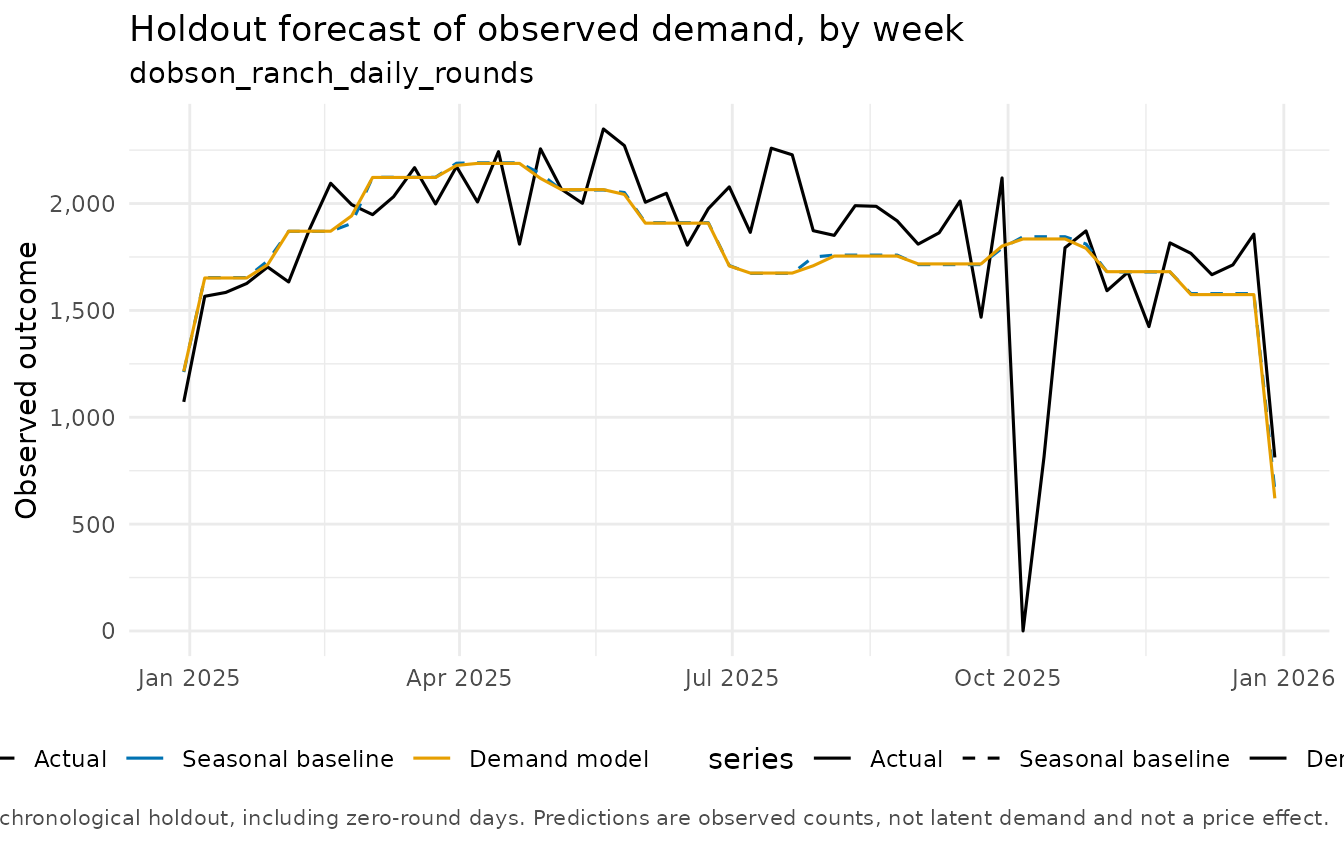 Holdout forecast of observed demand, by week
dobson_ranch_daily_rounds
Observed outcome
2,000
1,500
1,000
500
0
Jan 2025 Apr 2025 Jul 2025 Oct 2025 Jan 2026
Actual Seasonal baseline Demand model series Actual Seasonal baseline
chronological holdout, including zero-round days. Predictions are observed counts, not latent demand and not a price effect.